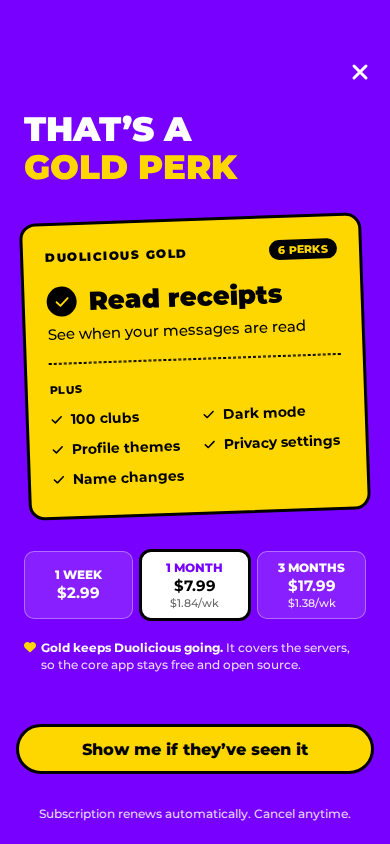 THAT’S A
GOLD PERK
DUOLICIOUS GOLD
6 PERKS
Read receipts
See when your messages are read
PLUS
100 clubs
Dark mode
Profile themes
Privacy settings
Name changes
1 WEEK
$2.99
1 MONTH
$7.99
$1.84/wk
3 MONTHS
$17.99
$1.38/wk
Gold keeps Duolicious going. It covers the servers,
so the core app stays free and open source.
Show me if they’ve seen it
Subscription renews automatically. Cancel anytime.